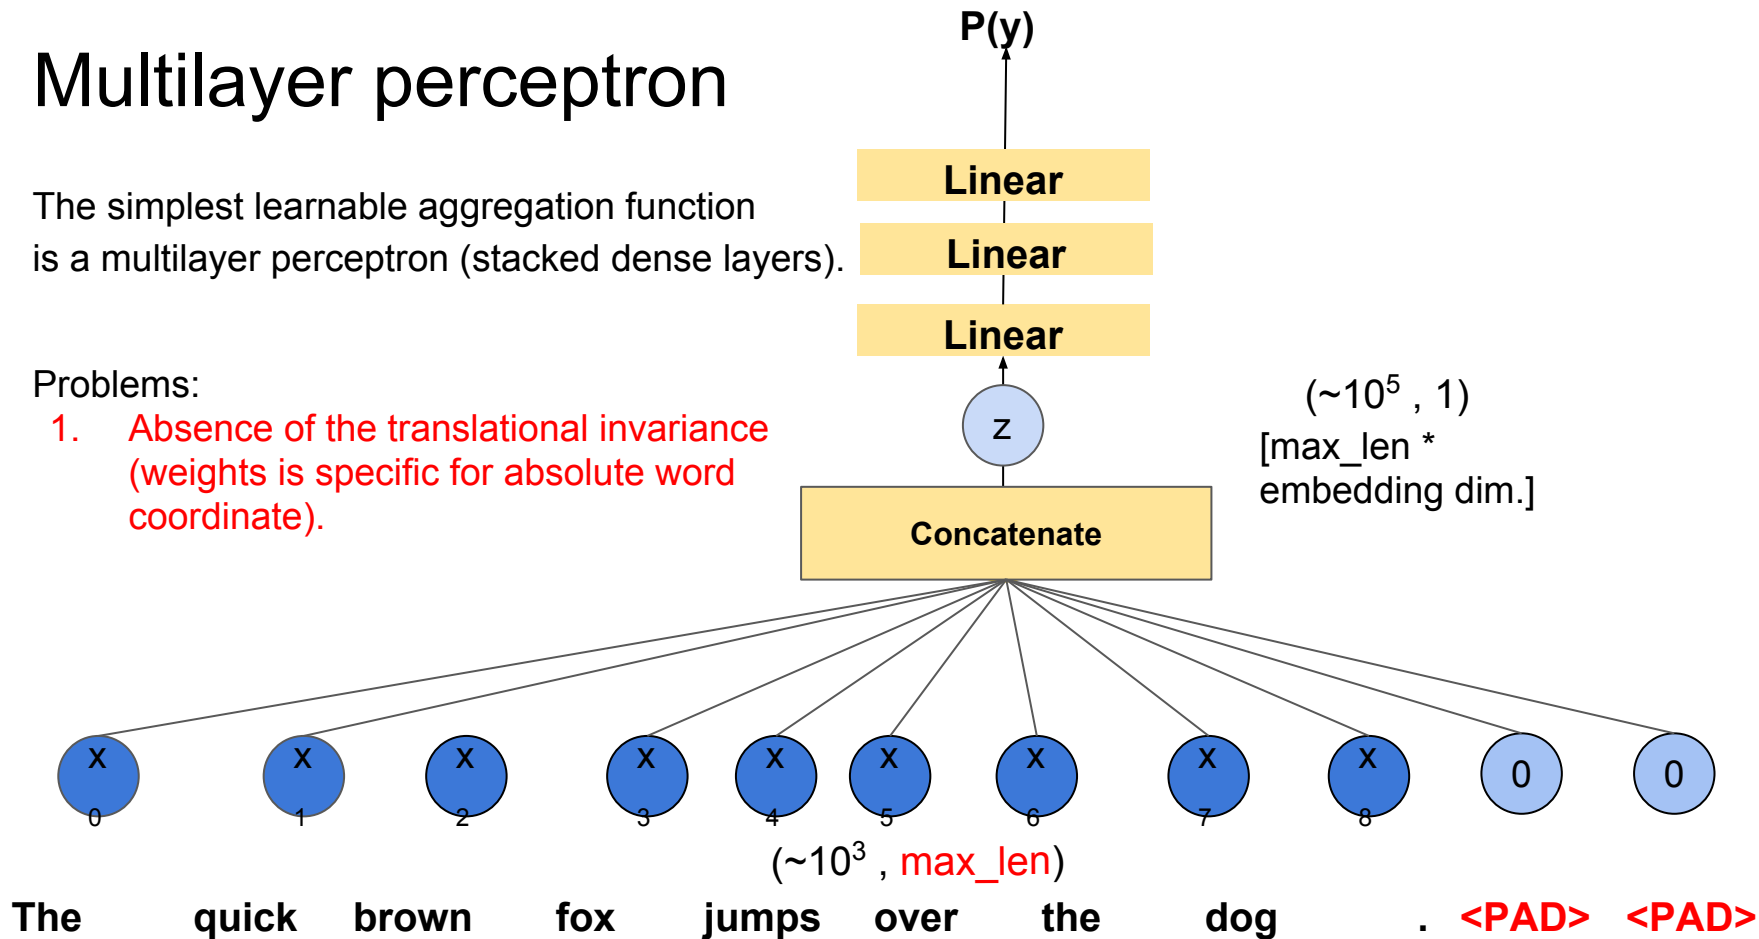 Multilayer perceptron
The simplest learnable aggregation function
is a multilayer perceptron (stacked dense layers).
Problems:
1. Absence of the translational invariance
(weights is specific for absolute word
coordinate).
P(y)
Linear
Linear
Linear
z
(~10⁵ , 1)
[max_len *
embedding dim.]
Concatenate
x x x x x x x x x 0 0
0 1 2 3 4 5 6 7 8
(~10³ , max_len)
The quick brown fox jumps over the dog . <PAD> <PAD>